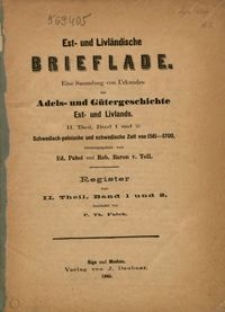 569405
Est- und Livländische
BRIEFLADE.
Eine Sammlung von Urkunden
zur
Adels- und Gütergeschichte
Est- und Livlands.
II. Theil, Band 1 und 2:
Schwedisch-polnische und schwedische Zeit von 1561–1700,
herausgegeben von
Ed. Pabst und Rob. Baron v. Toll.
Register
zum
II. Theil, Band 1 und 2,
C. Th. Falck.
Riga und Moskau,
Verlag von J. Deubner.